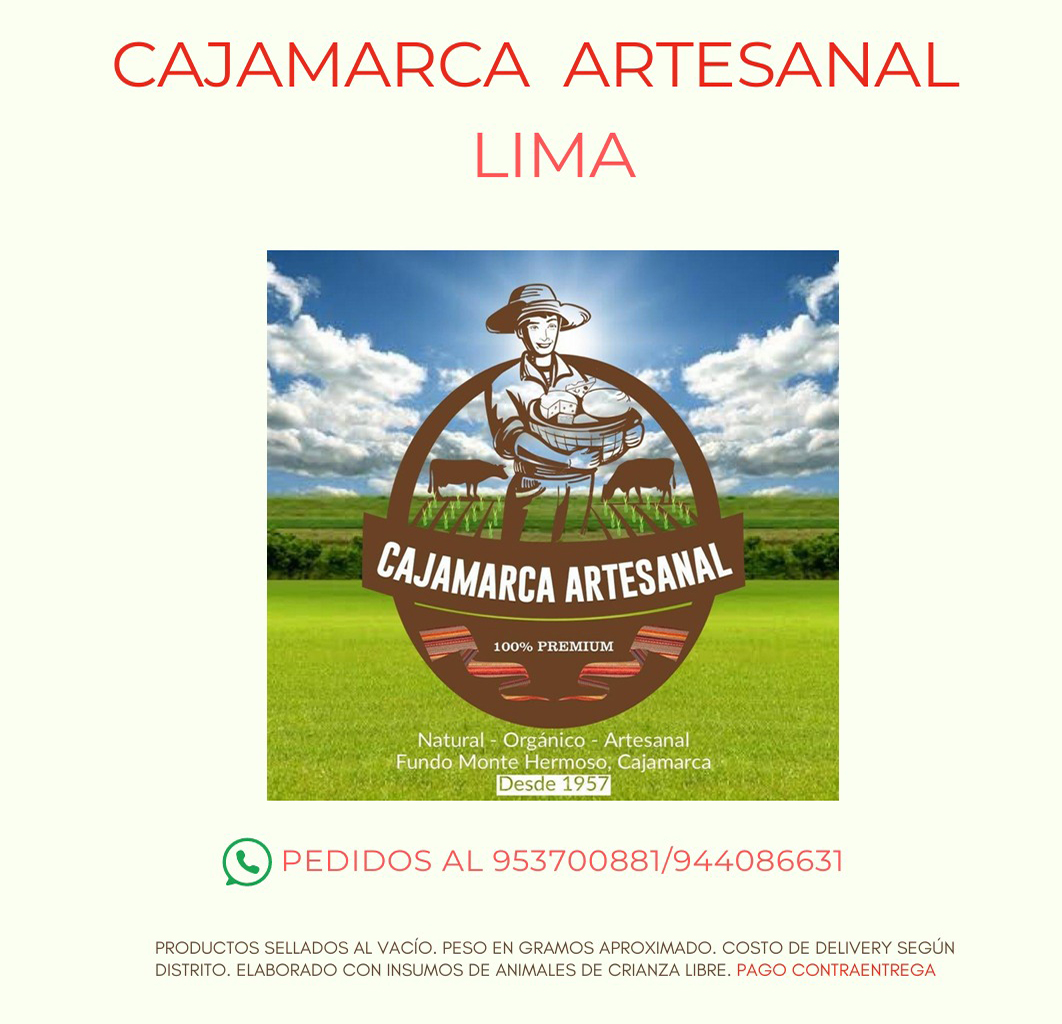 CAJAMARCA ARTESANAL
LIMA
CAJAMARCA ARTESANAL
100% PREMIUM
Natural - Orgánico - Artesanal
Fundo Monte Hermoso, Cajamarca
Desde 1957
PEDIDOS AL 953700881/944086631
PRODUCTOS SELLADOS AL VACÍO. PESO EN GRAMOS APROXIMADO. COSTO DE DELIVERY SEGÚN
DISTRITO. ELABORADO CON INSUMOS DE ANIMALES DE CRIANZA LIBRE. PAGO CONTRAENTREGA